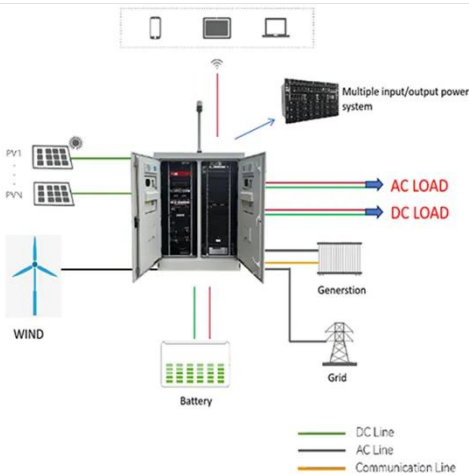 Multiple input/output power
system
PV1
PVN
AC LOAD
DC LOAD
Generstion
WIND
Grid
Battery
DC Line
AC Line
Communication Line